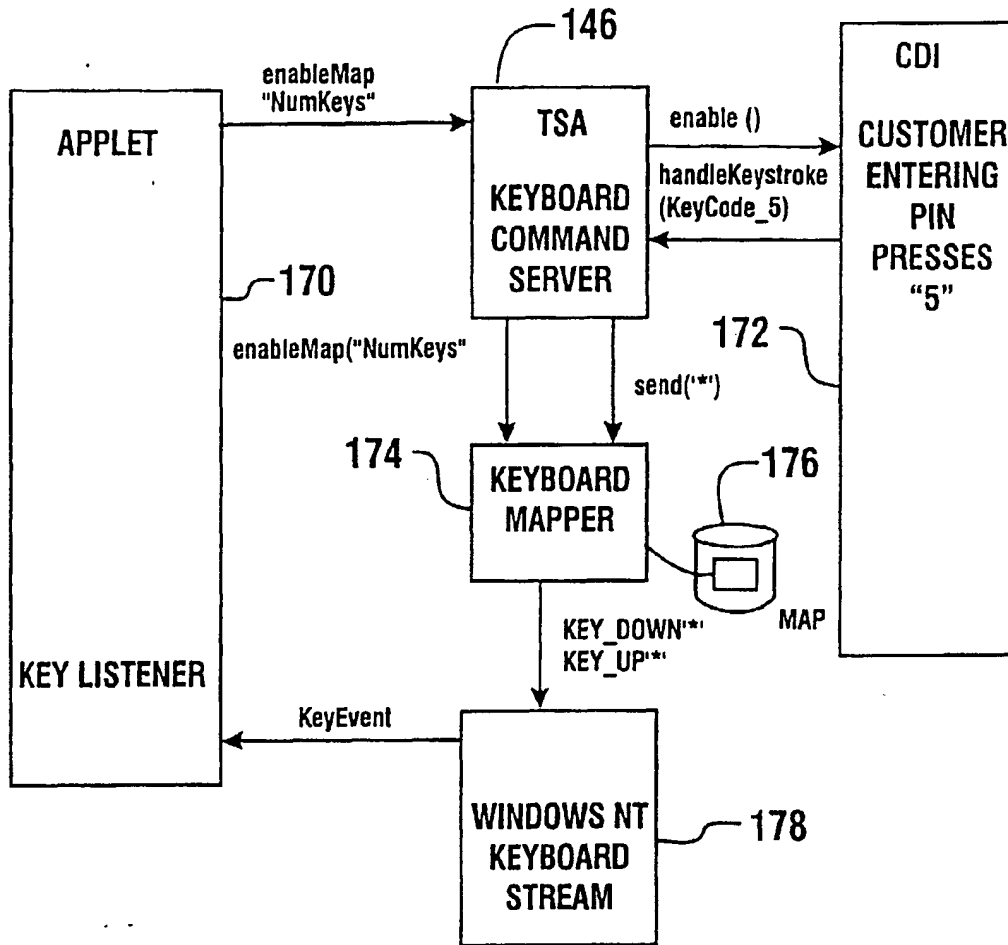 146
CDI
enableMap
"NumKeys"
APPLET
TSA
enable ()
CUSTOMER
ENTERING
PIN
PRESSES
"5"
handleKeystroke
(KeyCode_5)
KEYBOARD
COMMAND
SERVER
170
172
enableMap("NumKeys"
send('*')
174
KEYBOARD
MAPPER
176
MAP
KEY_DOWN'*'
KEY_UP'*'
KEY LISTENER
KeyEvent
WINDOWS NT
KEYBOARD
STREAM
178